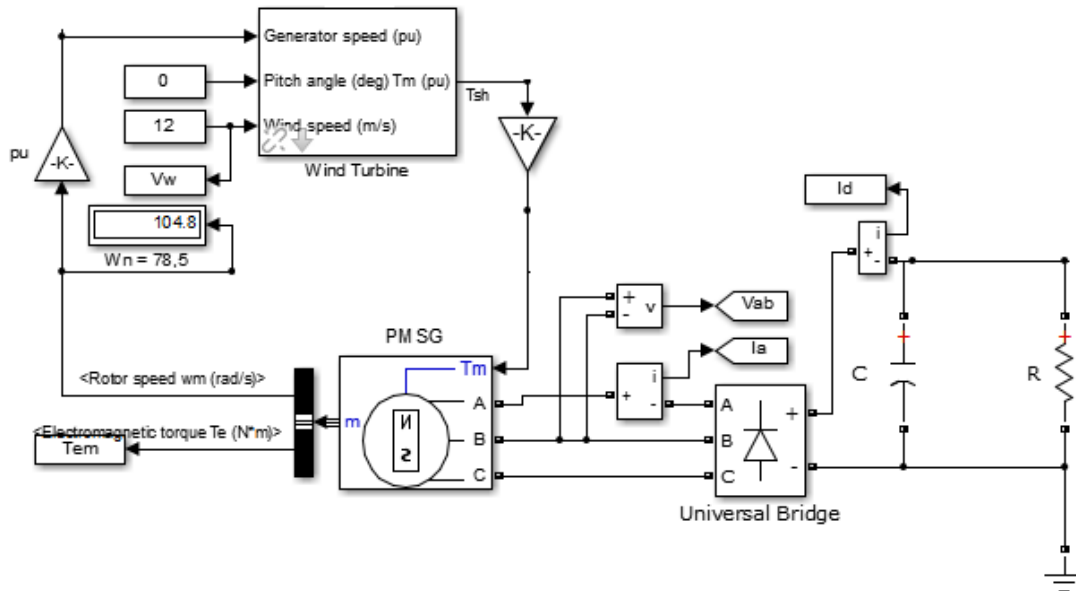 Generator speed (pu)
0
Pitch angle (deg) Tm (pu)
Tsh
12
Wind speed (m/s)
-K-
pu
-K-
Vw
Wind Turbine
104.8
Wn = 78,5
Id
i
+
-
+
-
v
Vab
PM SG
Ia
<Rotor speed wm (rad/s)>
Tm
i
+
-
C
R
A
A
+
m
N
S
B
B
<Electromagnetic torque Te (N*m)>
Tem
C
C
-
Universal Bridge